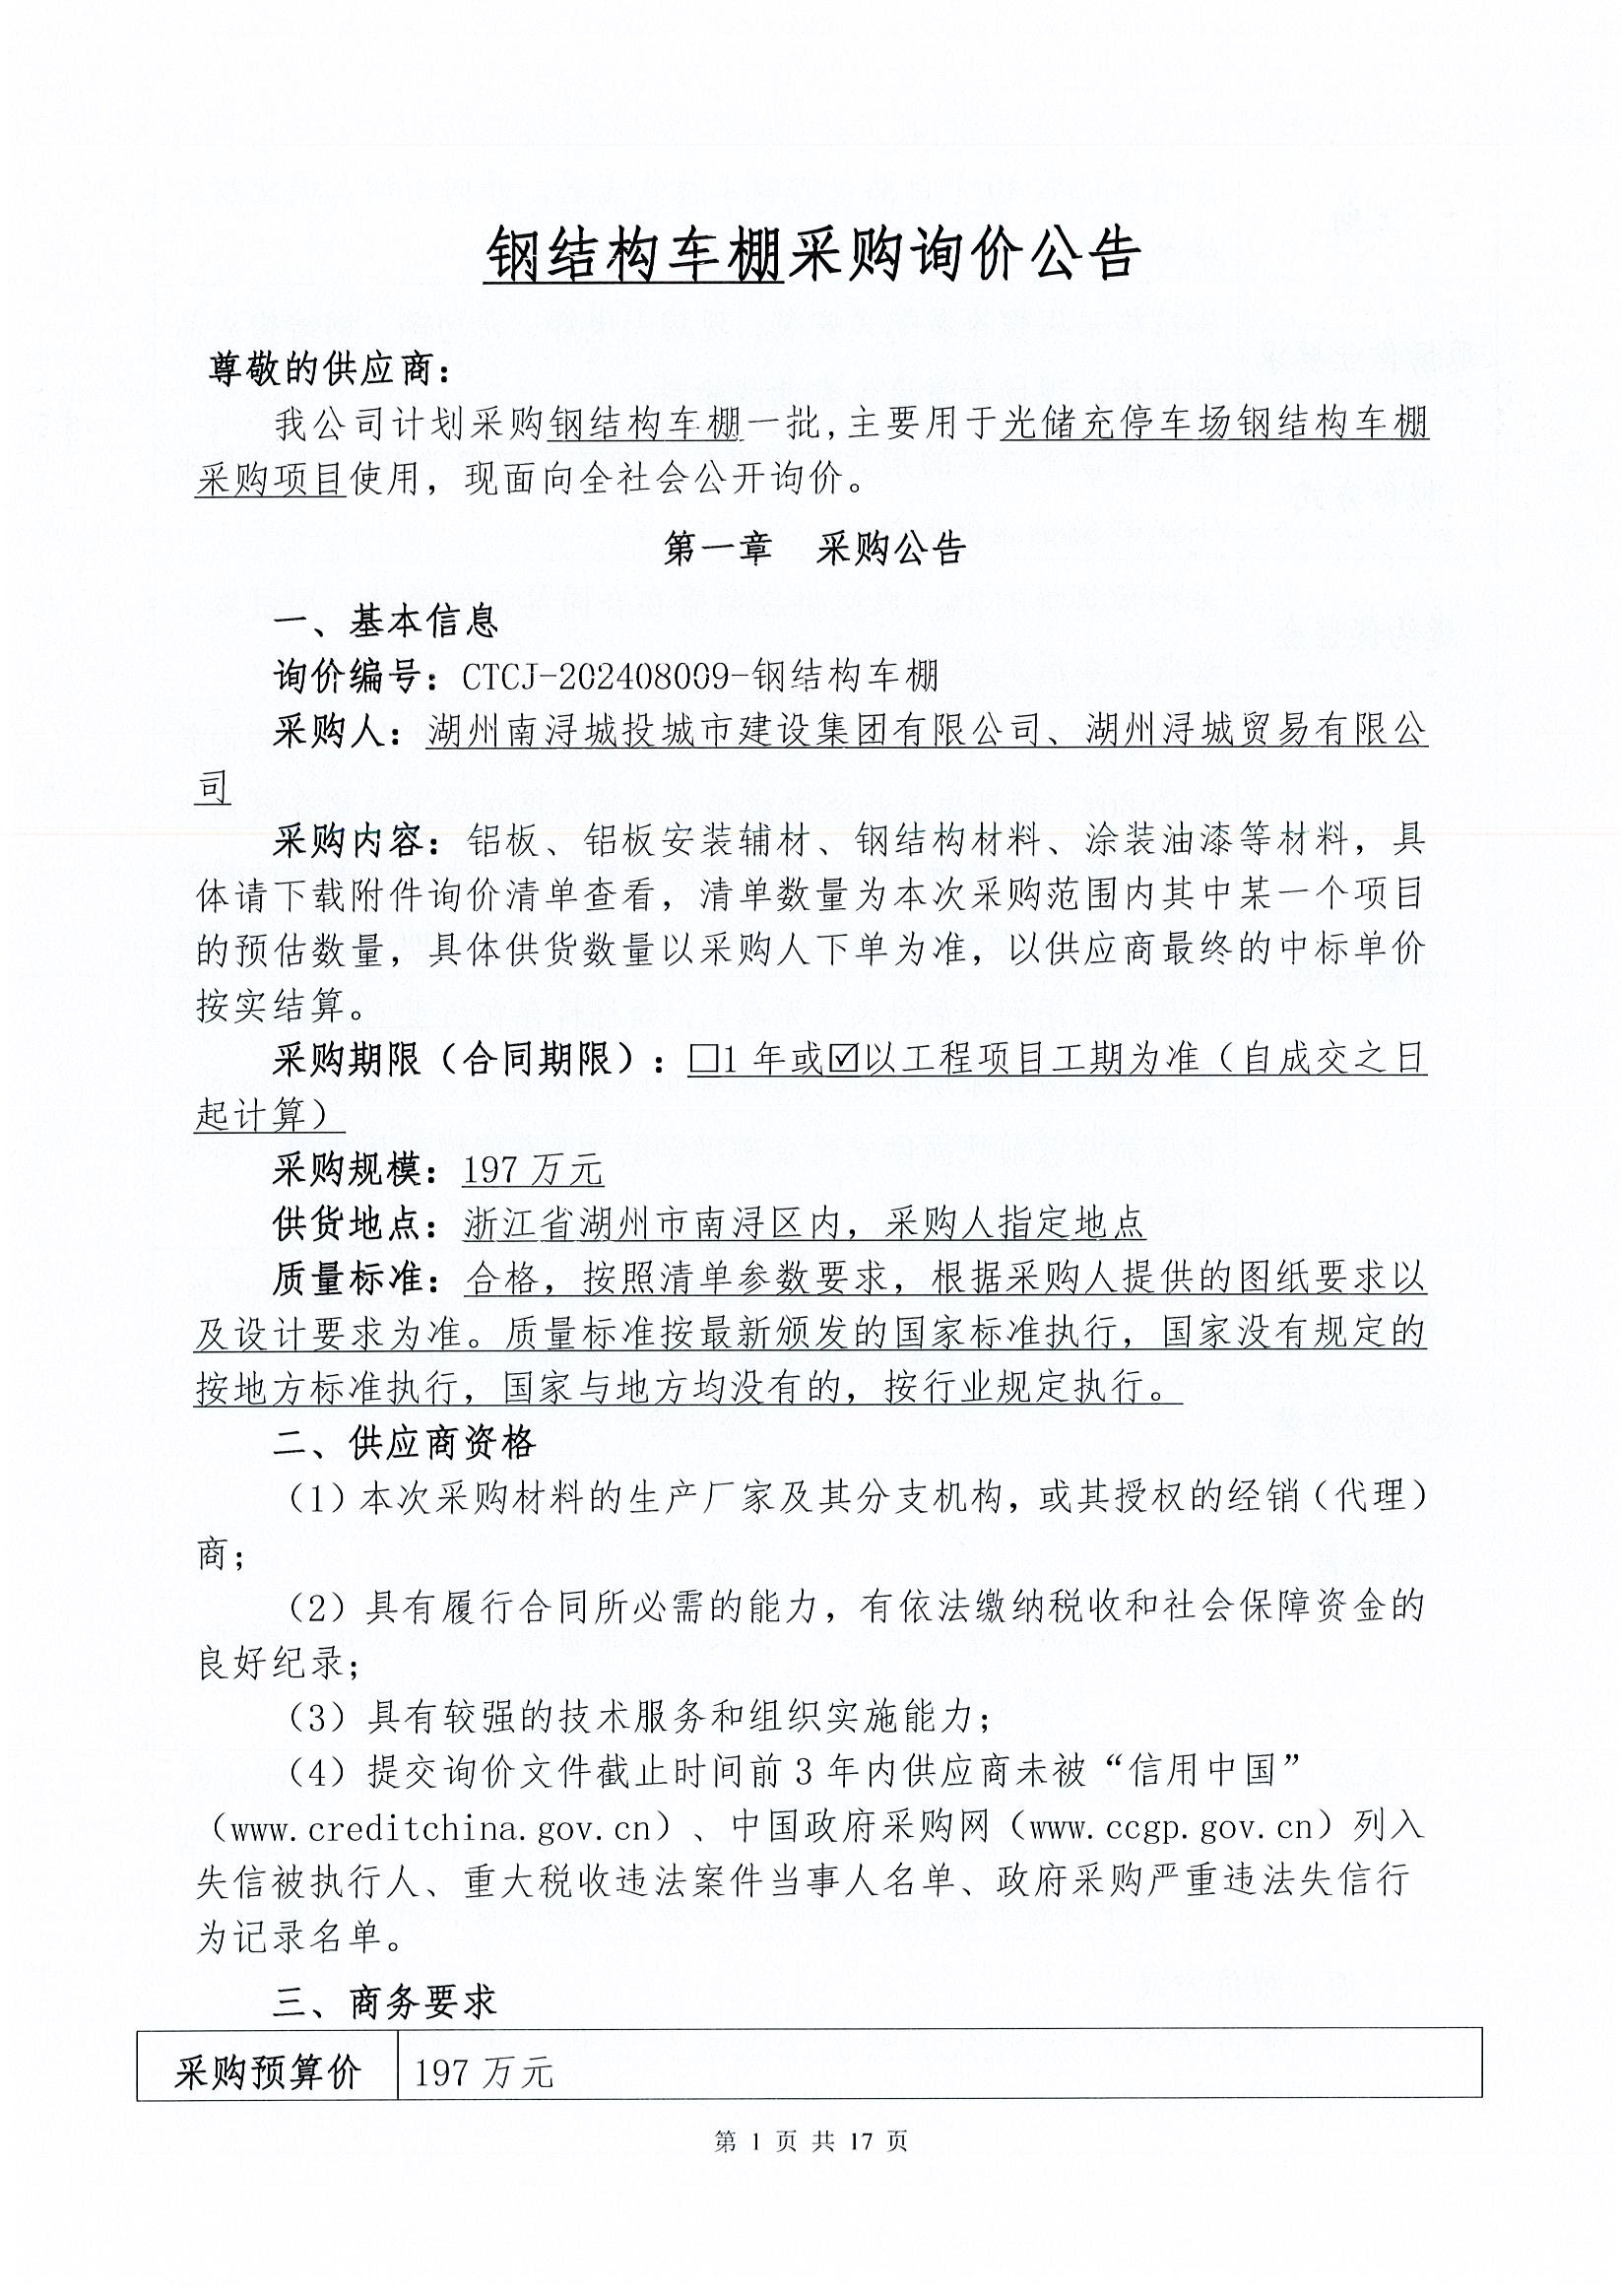 钢结构车棚采购询价公告
尊敬的供应商：
我公司计划采购钢结构车棚一批,主要用于光储充停车场钢结构车棚
采购项目使用，现面向全社会公开询价。
第一章 采购公告
一、基本信息
询价编号：CTCJ-202408009-钢结构车棚
采购人：湖州南浔城投城市建设集团有限公司、湖州浔城贸易有限公
司
采购内容：铝板、铝板安装辅材、钢结构材料、涂装油漆等材料，具
体请下载附件询价清单查看，清单数量为本次采购范围内其中某一个项目
的预估数量，具体供货数量以采购人下单为准，以供应商最终的中标单价
按实结算。
采购期限（合同期限）：☐1 年或☑以工程项目工期为准（自成交之日
起计算）
采购规模：197 万元
供货地点：浙江省湖州市南浔区内，采购人指定地点
质量标准：合格，按照清单参数要求，根据采购人提供的图纸要求以
及设计要求为准。质量标准按最新颁发的国家标准执行，国家没有规定的
按地方标准执行，国家与地方均没有的，按行业规定执行。
二、供应商资格
（1）本次采购材料的生产厂家及其分支机构，或其授权的经销（代理）
商；
（2）具有履行合同所必需的能力，有依法缴纳税收和社会保障资金的
良好纪录；
（3）具有较强的技术服务和组织实施能力；
（4）提交询价文件截止时间前 3 年内供应商未被“信用中国”
（www.creditchina.gov.cn）、中国政府采购网（www.ccgp.gov.cn）列入
失信被执行人、重大税收违法案件当事人名单、政府采购严重违法失信行
为记录名单。
三、商务要求
采购预算价 197 万元
第 1 页 共 17 页